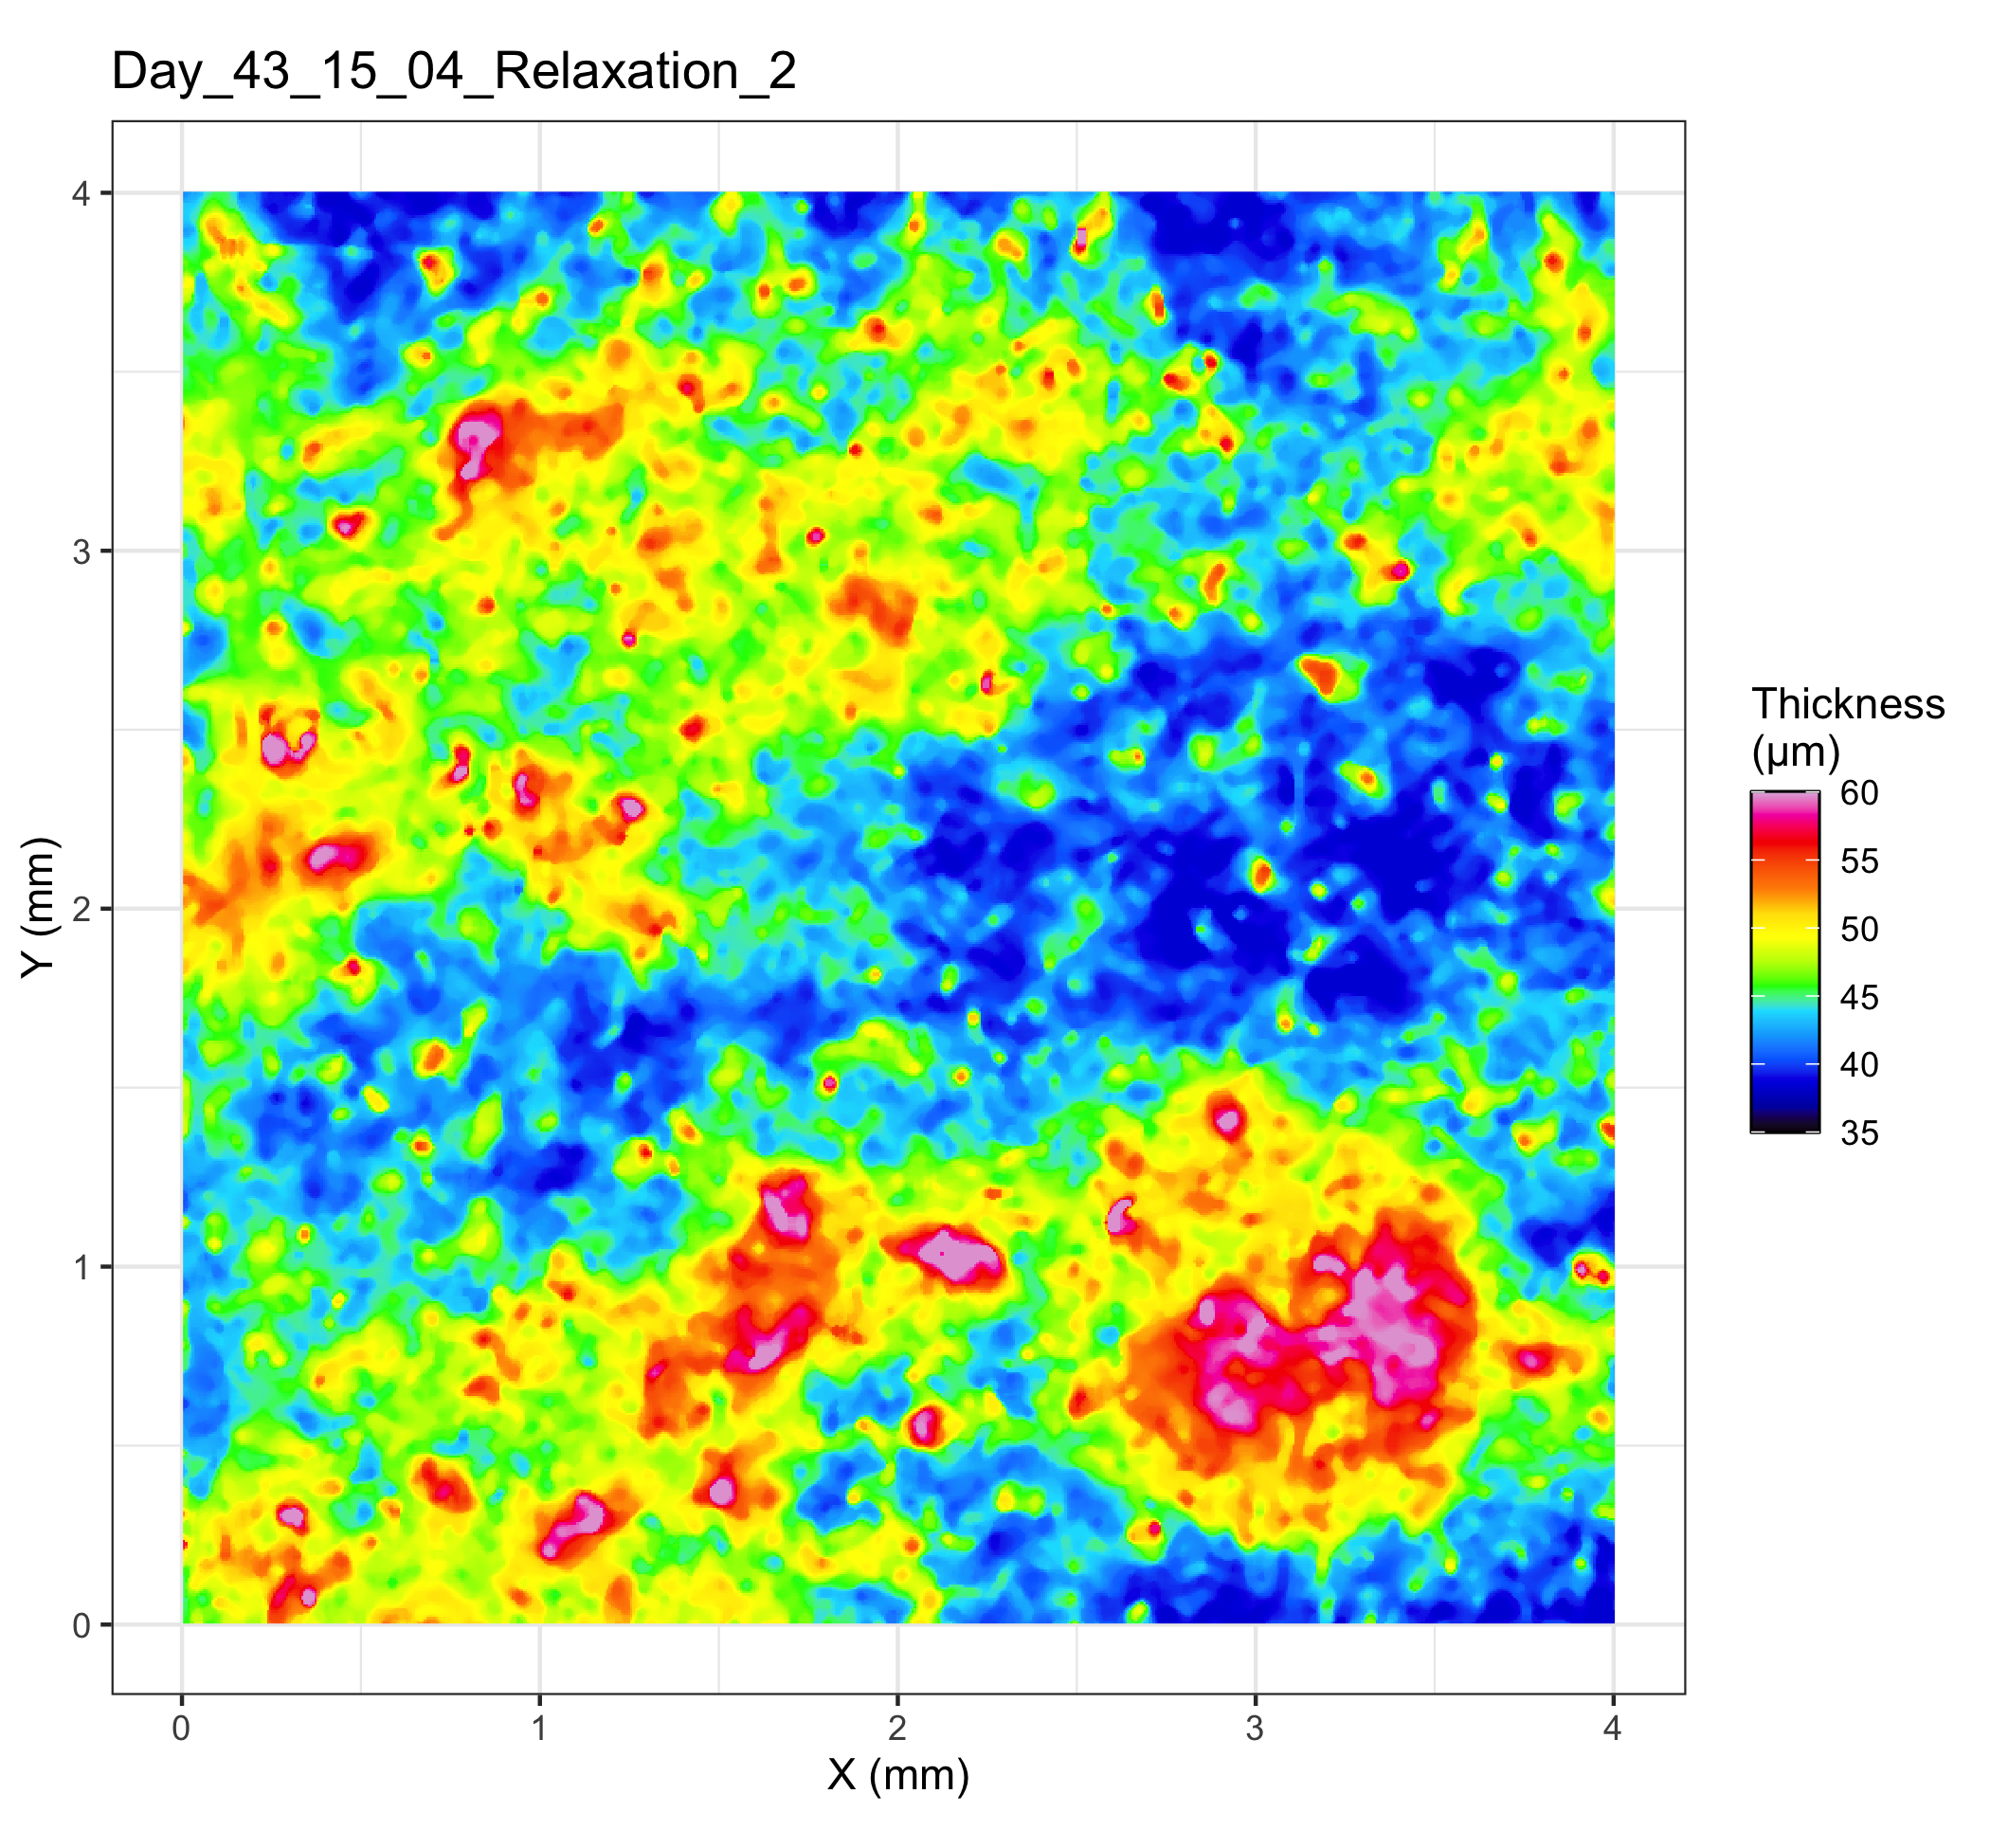 Day_43_15_04_Relaxation_2
4
3
2
1
0
Y (mm)
0 1 2 3 4
X (mm)
Thickness
(μm)
60
55
50
45
40
35